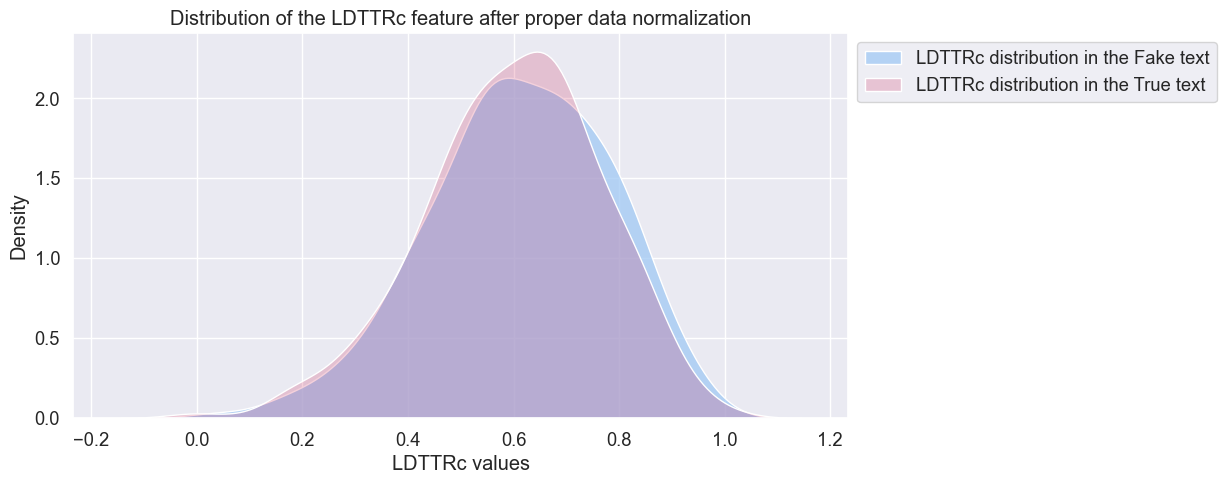 Distribution of the LDTTRc feature after proper data normalization
LDTTRc distribution in the Fake text
LDTTRc distribution in the True text
Density
2.0
1.5
1.0
0.5
0.0
−0.2 0.0 0.2 0.4 0.6 0.8 1.0 1.2
LDTTRc values